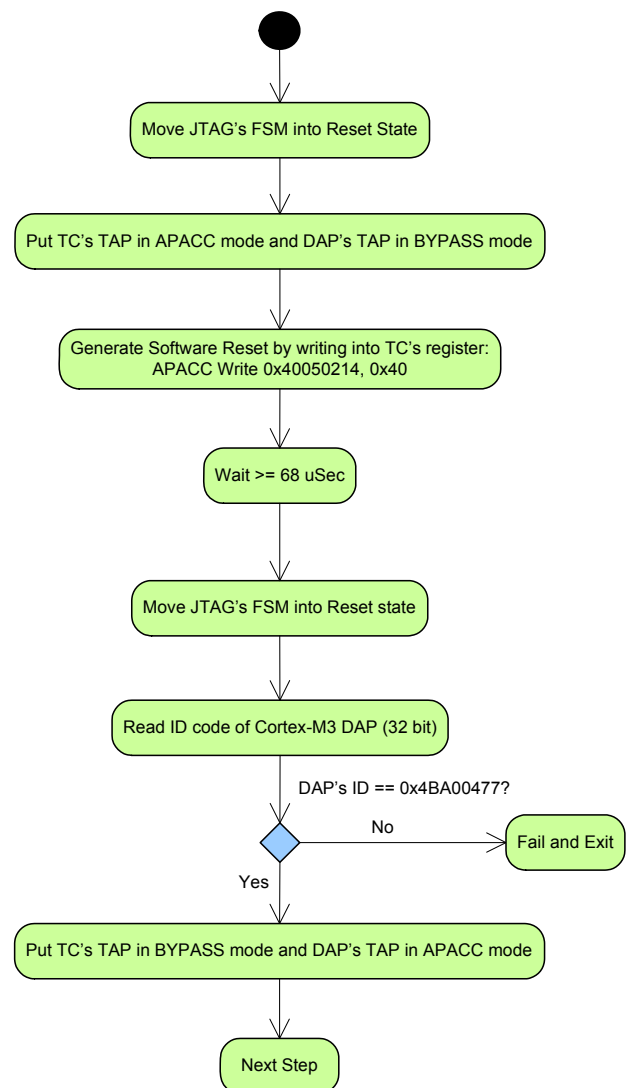 Move JTAG's FSM into Reset State
Put TC's TAP in APACC mode and DAP's TAP in BYPASS mode
Generate Software Reset by writing into TC's register:
APACC Write 0x40050214, 0x40
Wait >= 68 uSec
Move JTAG's FSM into Reset state
Read ID code of Cortex-M3 DAP (32 bit)
DAP's ID == 0x4BA00477?
No
Fail and Exit
Yes
Put TC's TAP in BYPASS mode and DAP's TAP in APACC mode
Next Step